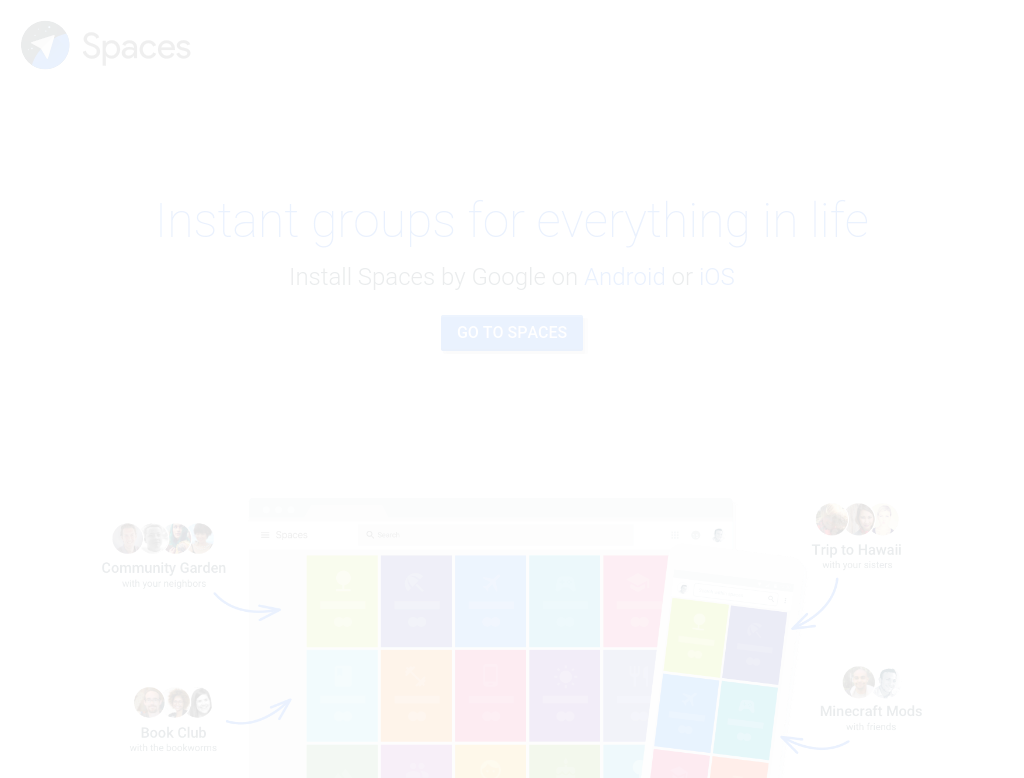 Spaces
Instant groups for everything in life
Install Spaces by Google on Android or iOS
GO TO SPACES
Spaces
Search
Community Garden
with your neighbors
Trip to Hawaii
with your sisters
Book Club
with the bookworms
Minecraft Mods
with friends